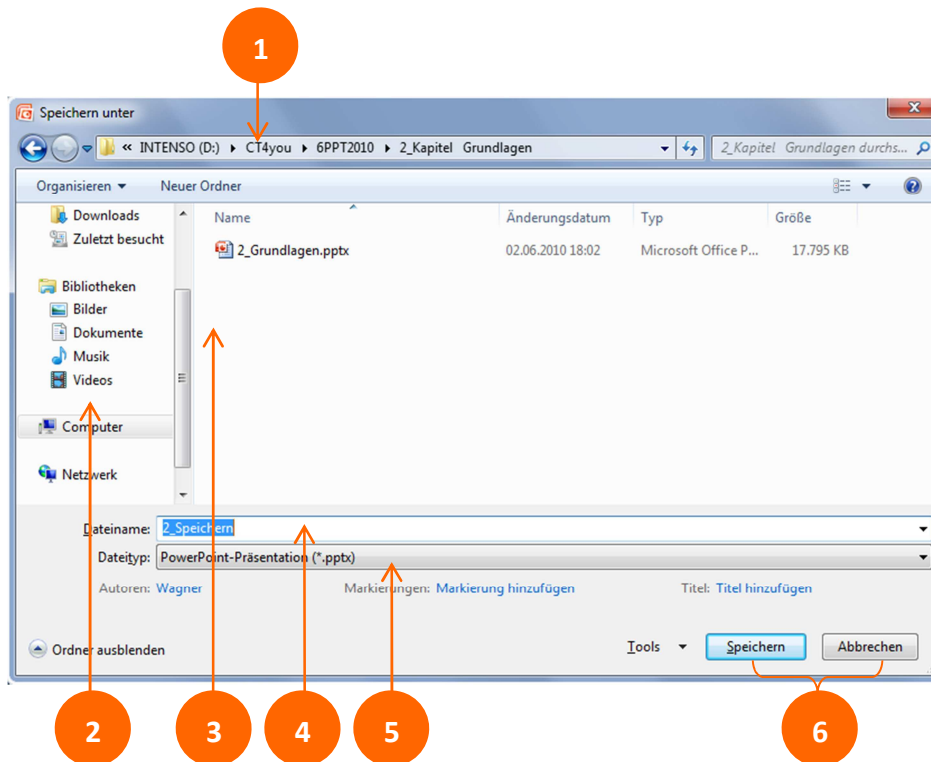 1
Speichern unter
« INTENSO (D:) ▸ CT4you ▸ 6PPT2010 ▸ 2_Kapitel Grundlagen
2_Kapitel Grundlagen durchs...
Organisieren
Neuer Ordner
Downloads
Zuletzt besucht
Bibliotheken
Bilder
Dokumente
Musik
Videos
Computer
Netzwerk
Name Änderungsdatum Typ Größe
2_Grundlagen.pptx 02.06.2010 18:02 Microsoft Office P... 17.795 KB
Dateiname: 2_Speichern
Dateityp: PowerPoint-Präsentation (*.pptx)
Autoren: Wagner Markierungen: Markierung hinzufügen Titel: Titel hinzufügen
Ordner ausblenden Tools Speichern Abbrechen
2 3 4 5 6